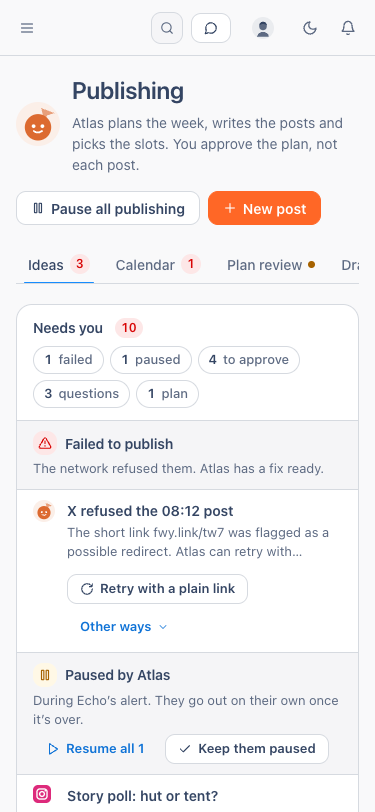 Publishing
Atlas plans the week, writes the posts and
picks the slots. You approve the plan, not
each post.
Pause all publishing
New post
Ideas 3
Calendar 1
Plan review
Dra
Needs you 10
1 failed
1 paused
4 to approve
3 questions
1 plan
Failed to publish
The network refused them. Atlas has a fix ready.
X refused the 08:12 post
The short link fwy.link/tw7 was flagged as a
possible redirect. Atlas can retry with…
Retry with a plain link
Other ways
Paused by Atlas
During Echo's alert. They go out on their own once
it's over.
Resume all 1
Keep them paused
Story poll: hut or tent?